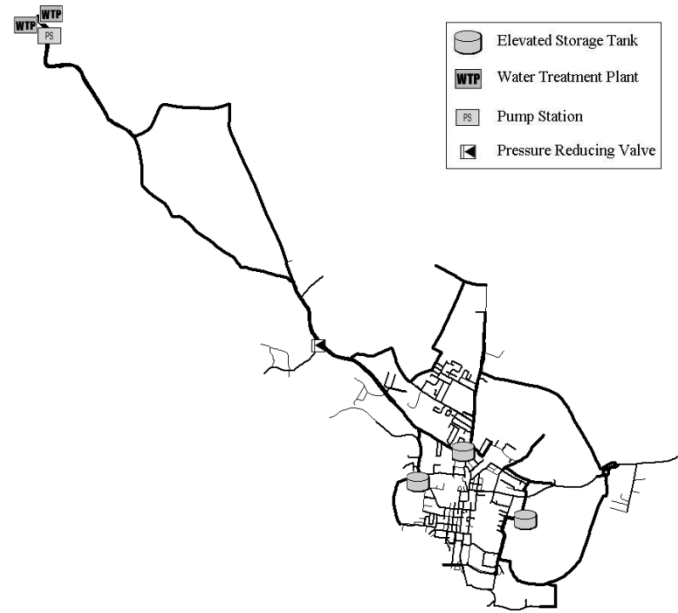 WTP
WTP
PS
Elevated Storage Tank
WTP Water Treatment Plant
PS Pump Station
Pressure Reducing Valve